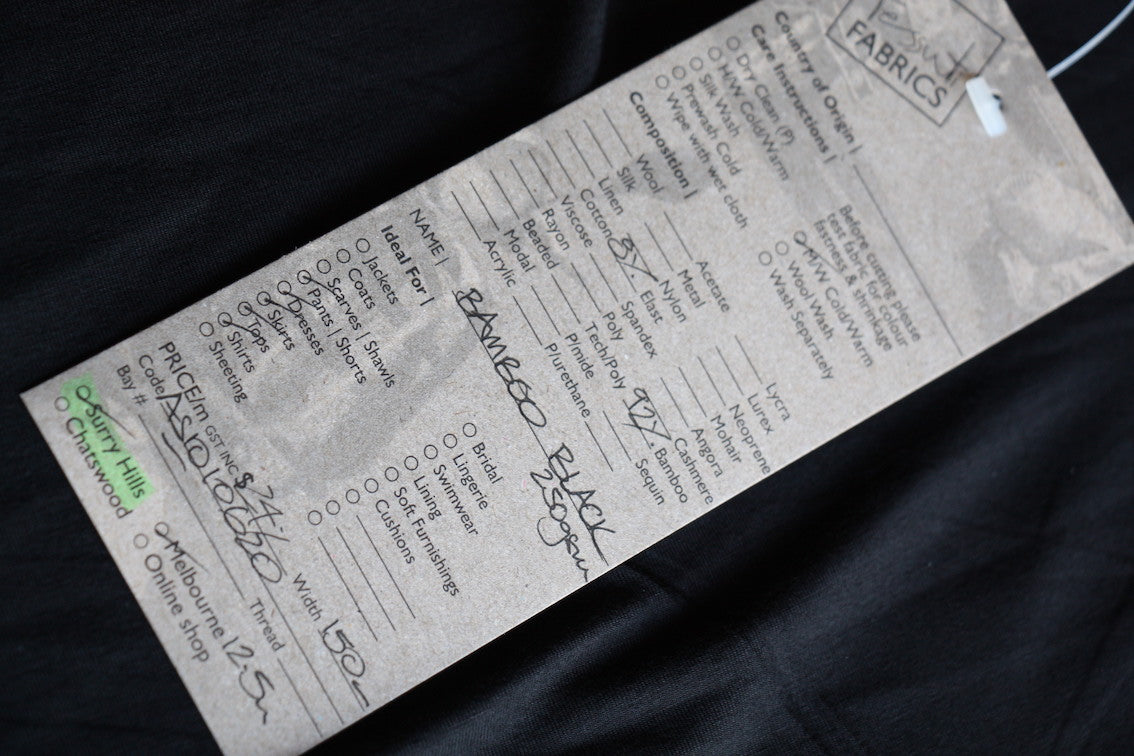 FABRICS
Country of Origin |
Care Instructions |
Dry Clean (P)
H/W Cold/Warm
Silk Wash
Prewash Cold
Wipe with wet cloth
Before cutting please
test fabric for colour
fastness & shrinkage
M/W Cold/Warm
Wool Wash
Wash Separately
Composition |
Wool Acetate Lycra
Silk Metal Lurex
Linen Nylon Neoprene
Cotton 8% Elast Mohair
Viscose Spandex Angora
Rayon Poly Cashmere
Beaded Tech/Poly 92% Bamboo
Modal P/mide Sequin
Acrylic P/urethane
NAME | BAMBOO BLACK
250gsm
Ideal For |
Jackets
Coats
Scarves | Shawls
Pants | Shorts
Dresses
Skirts
Tops
Shirts
Sheeting
Bridal
Lingerie
Swimwear
Lining
Soft Furnishings
Cushions
PRICE/m GST INC $24.- Width 150
Code
Bay # Thread
Surry Hills Melbourne 12.5m
Chatswood Online shop